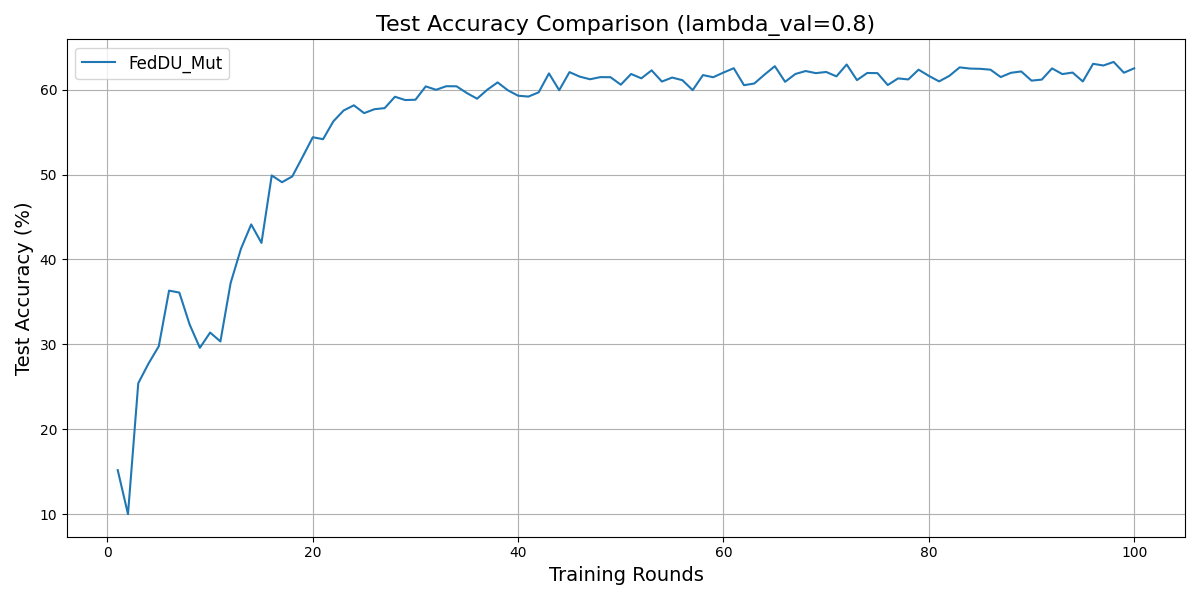 Test Accuracy Comparison (lambda_val=0.8)
FedDU_Mut
Test Accuracy (%)
60
50
40
30
20
10
0 20 40 60 80 100
Training Rounds